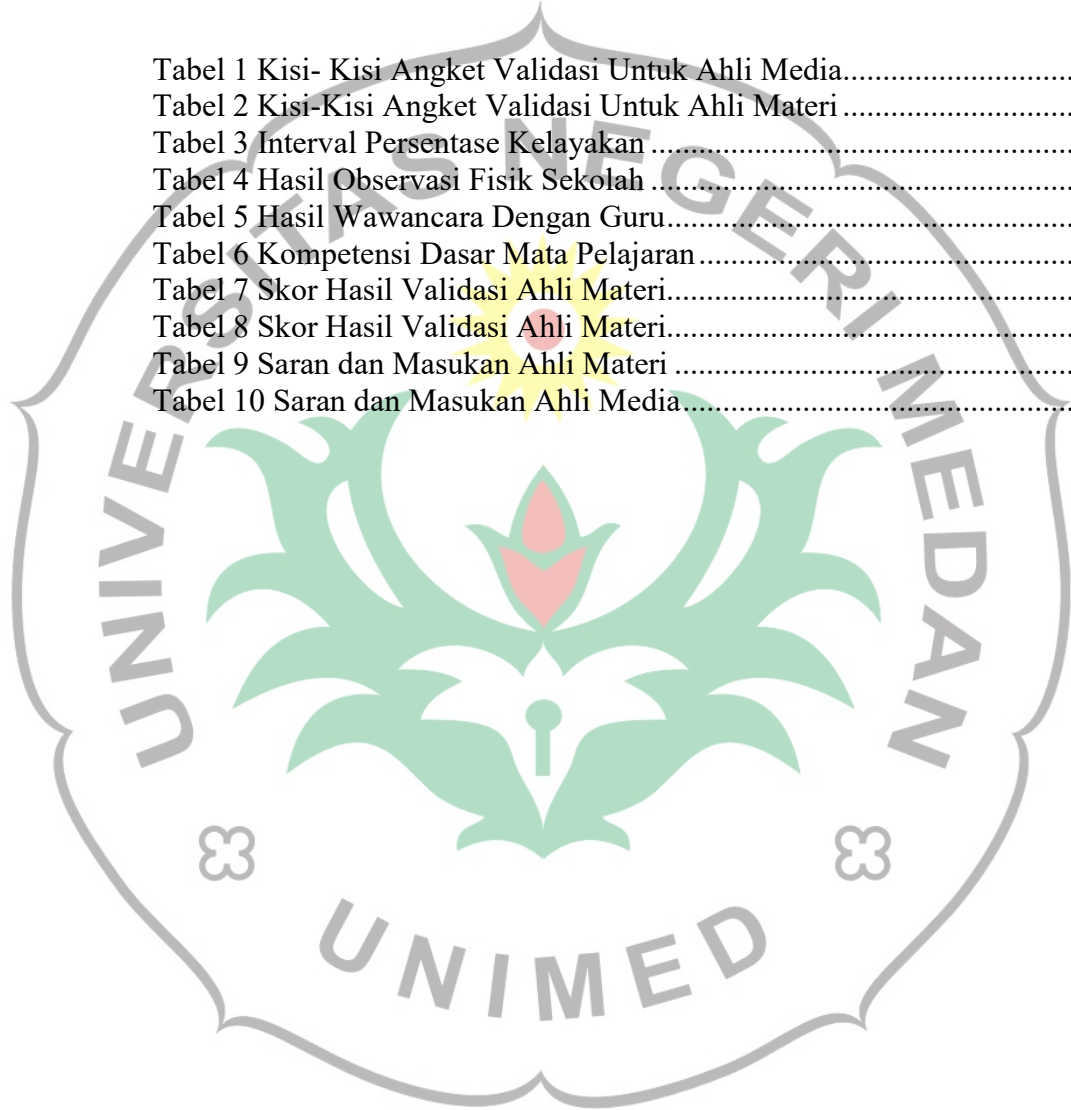 Tabel 1 Kisi- Kisi Angket Validasi Untuk Ahli Media............................
Tabel 2 Kisi-Kisi Angket Validasi Untuk Ahli Materi............................
Tabel 3 Interval Persentase Kelayakan............................
Tabel 4 Hasil Observasi Fisik Sekolah............................
Tabel 5 Hasil Wawancara Dengan Guru............................
Tabel 6 Kompetensi Dasar Mata Pelajaran............................
Tabel 7 Skor Hasil Validasi Ahli Materi............................
Tabel 8 Skor Hasil Validasi Ahli Materi............................
Tabel 9 Saran dan Masukan Ahli Materi............................
Tabel 10 Saran dan Masukan Ahli Media............................
UNIVERSITAS NEGERI MEDAN
UNIMED